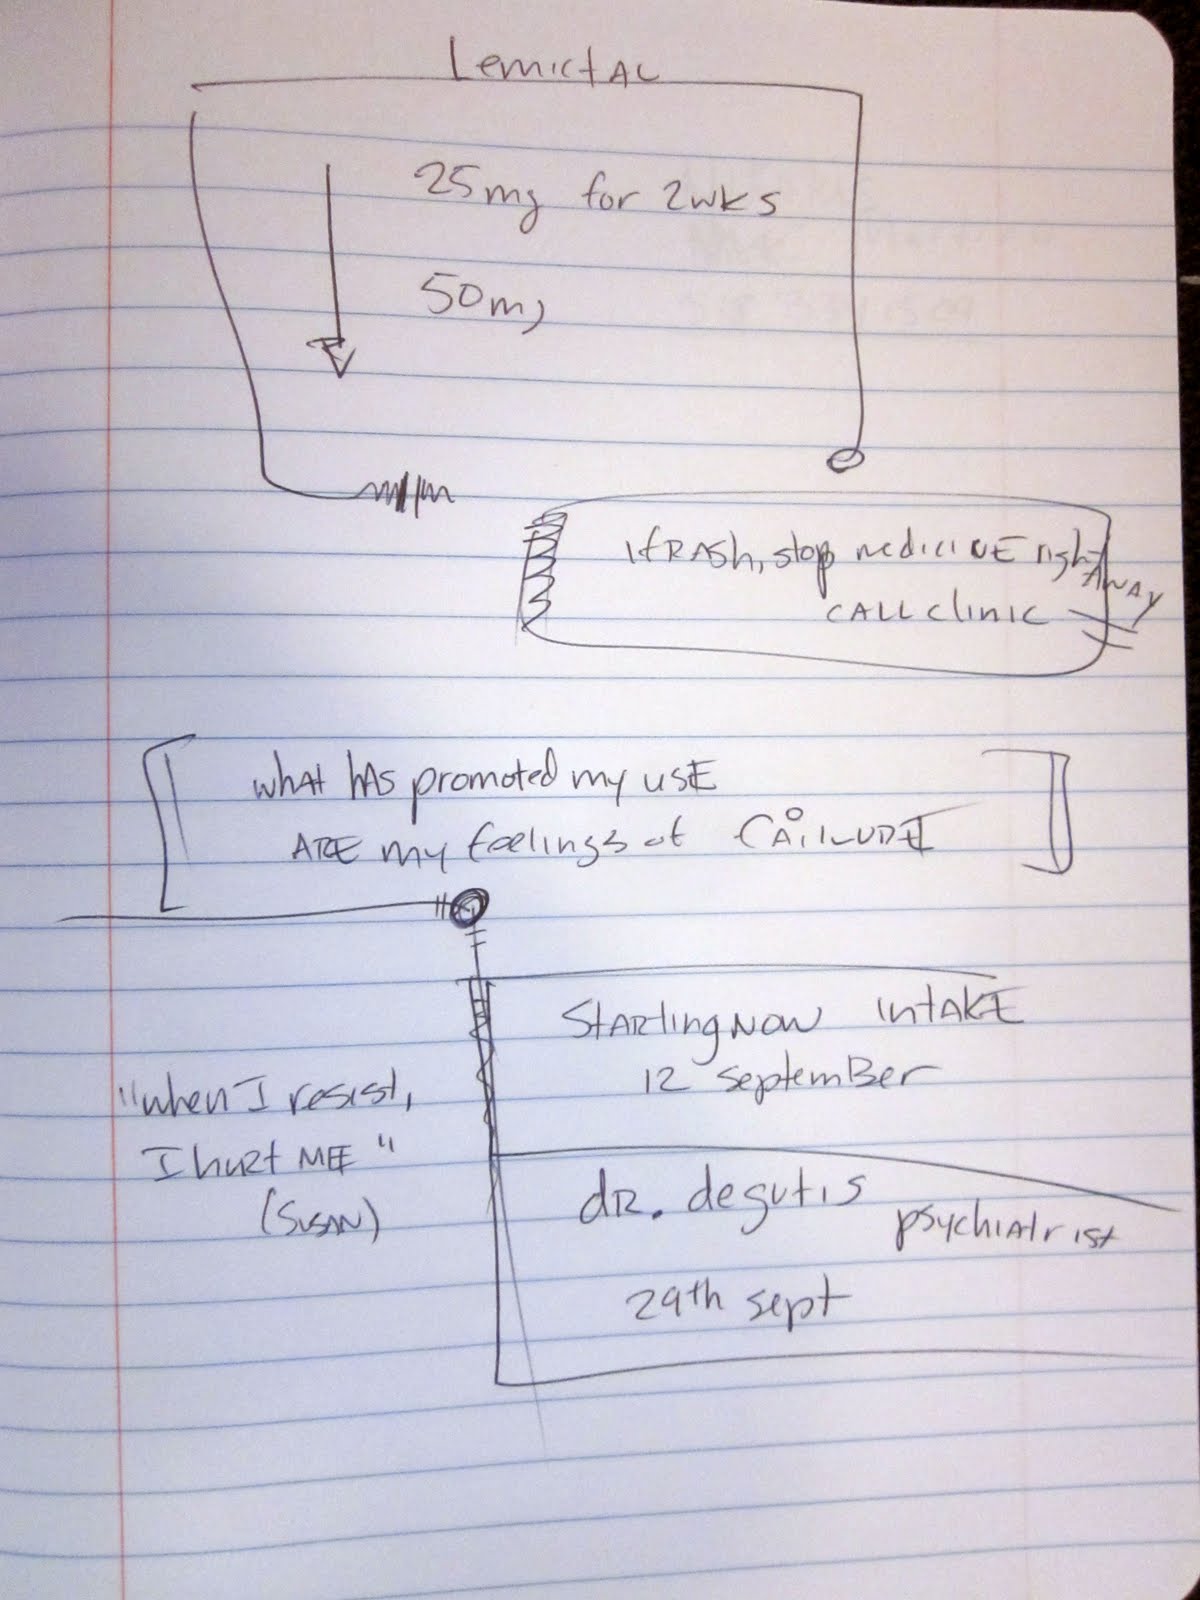 LemictAL
25mg for 2wks
50mg
if RASh, stop medicine right
AWAY
CALL clinic
what hAs promoted my use
ARE my feelings of FAilURE
StARting now intAKE
12 september
"when I resist,
I hurt ME"
(SUSAN)
dR. degutis
psychiatrist
29th sept